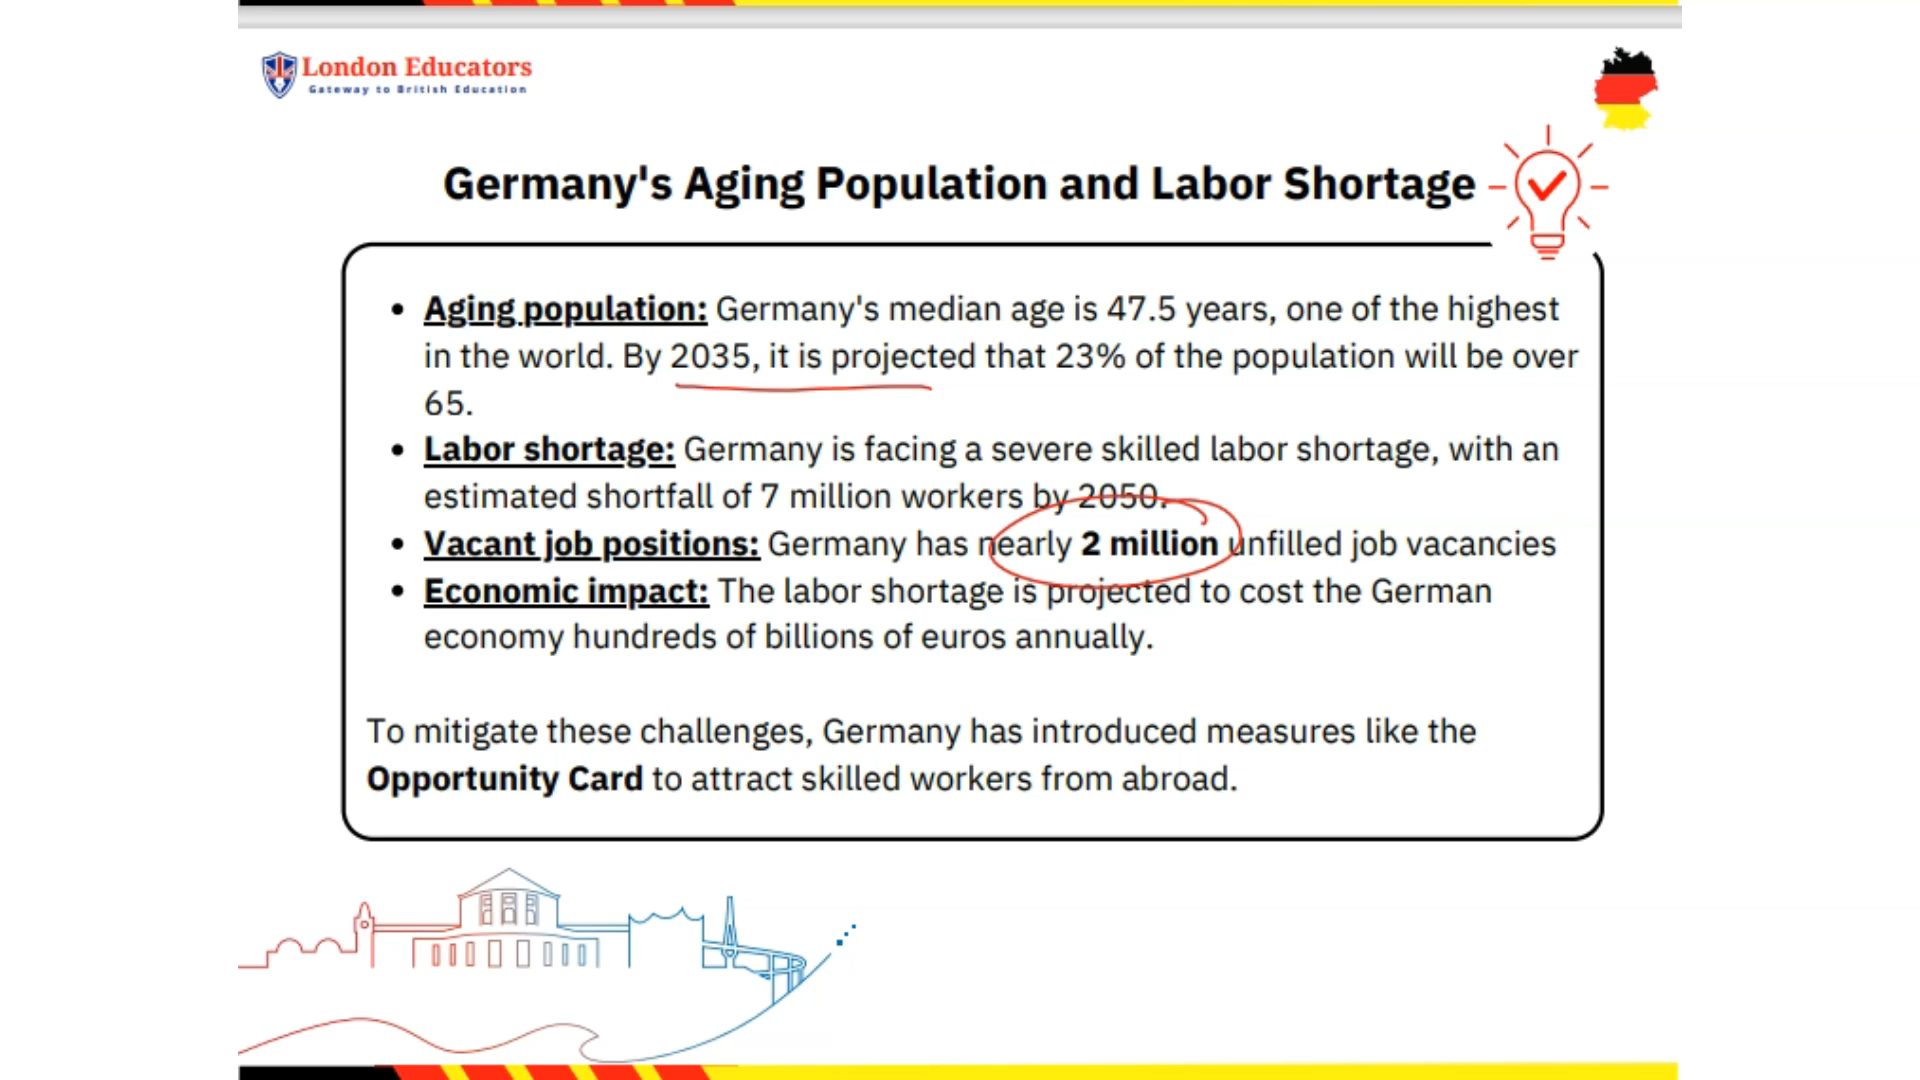 London Educators
Gateway to British Education
Germany's Aging Population and Labor Shortage
• Aging population: Germany's median age is 47.5 years, one of the highest
in the world. By 2035, it is projected that 23% of the population will be over
65.
• Labor shortage: Germany is facing a severe skilled labor shortage, with an
estimated shortfall of 7 million workers by 2050.
• Vacant job positions: Germany has nearly 2 million unfilled job vacancies
• Economic impact: The labor shortage is projected to cost the German
economy hundreds of billions of euros annually.
To mitigate these challenges, Germany has introduced measures like the
Opportunity Card to attract skilled workers from abroad.